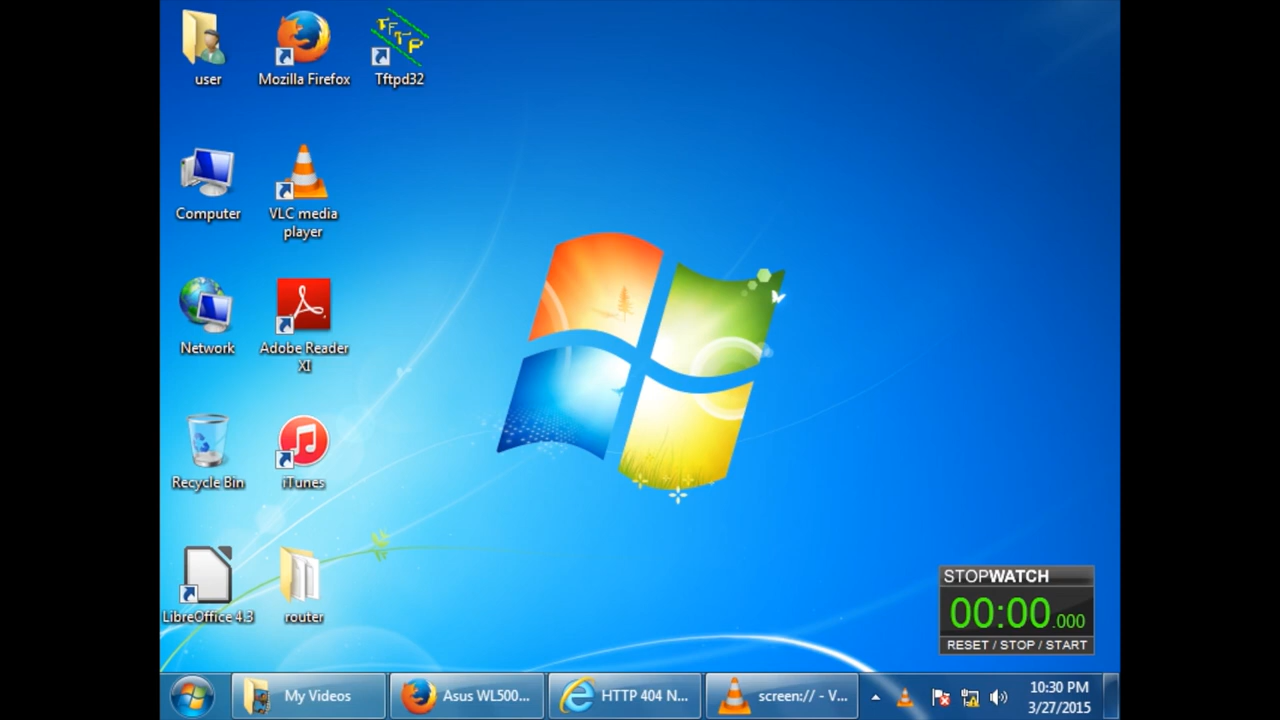 user
Mozilla Firefox
TFTP
Tftpd32
Computer
VLC media
player
Network
Adobe Reader
XI
Recycle Bin
iTunes
LibreOffice 4.3
router
STOPWATCH
00:00.000
RESET / STOP / START
My Videos
Asus WL500...
HTTP 404 N...
screen:// - V...
10:30 PM
3/27/2015